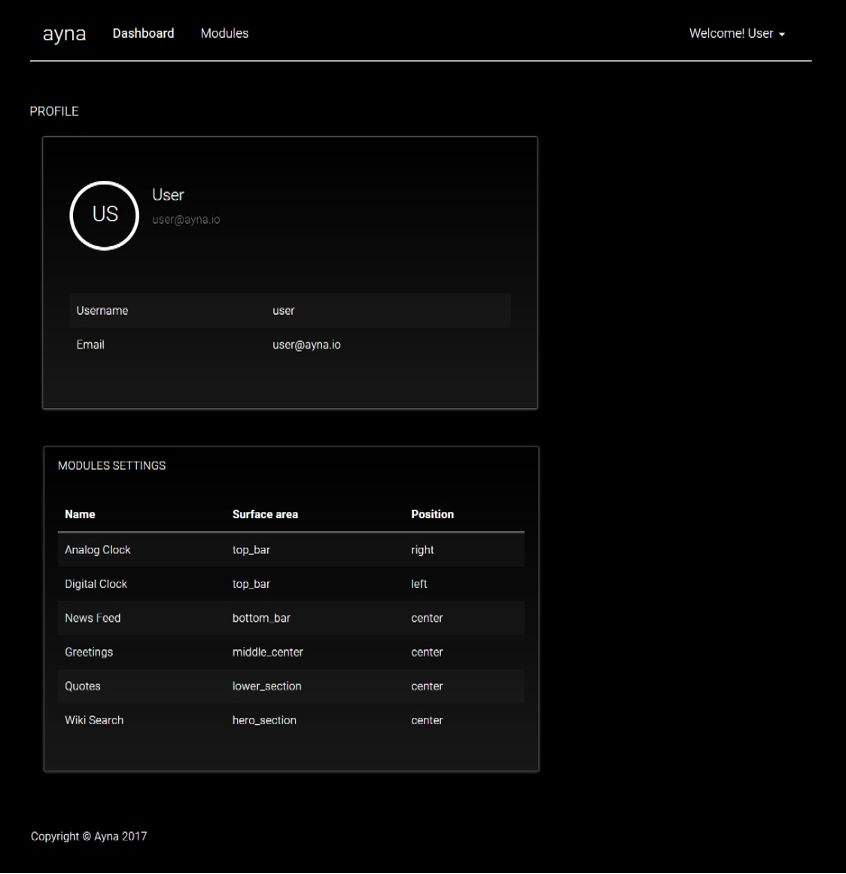 ayna Dashboard Modules Welcome! User
PROFILE
US
User
user@ayna.io
Username user
Email user@ayna.io
MODULES SETTINGS
Name Surface area Position
Analog Clock top_bar right
Digital Clock top_bar left
News Feed bottom_bar center
Greetings middle_center center
Quotes lower_section center
Wiki Search hero_section center
Copyright © Ayna 2017